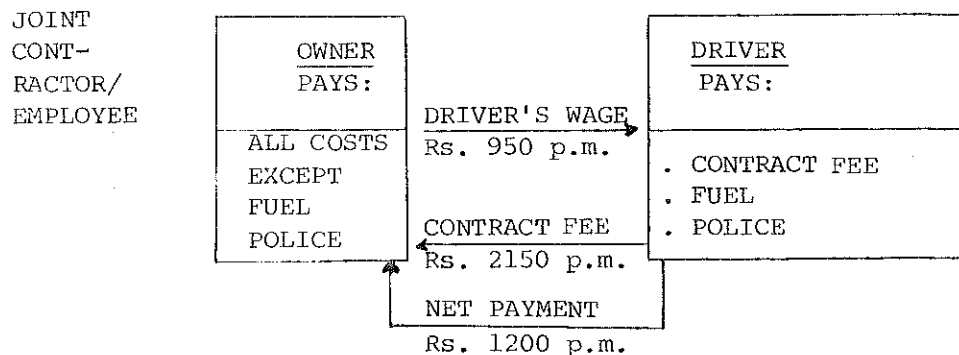 JOINT
CONT-
RACTOR/
EMPLOYEE
OWNER
PAYS:
ALL COSTS
EXCEPT
FUEL
POLICE
DRIVER'S WAGE
Rs. 950 p.m.
CONTRACT FEE
Rs. 2150 p.m.
NET PAYMENT
Rs. 1200 p.m.
DRIVER
PAYS:
. CONTRACT FEE
. FUEL
. POLICE